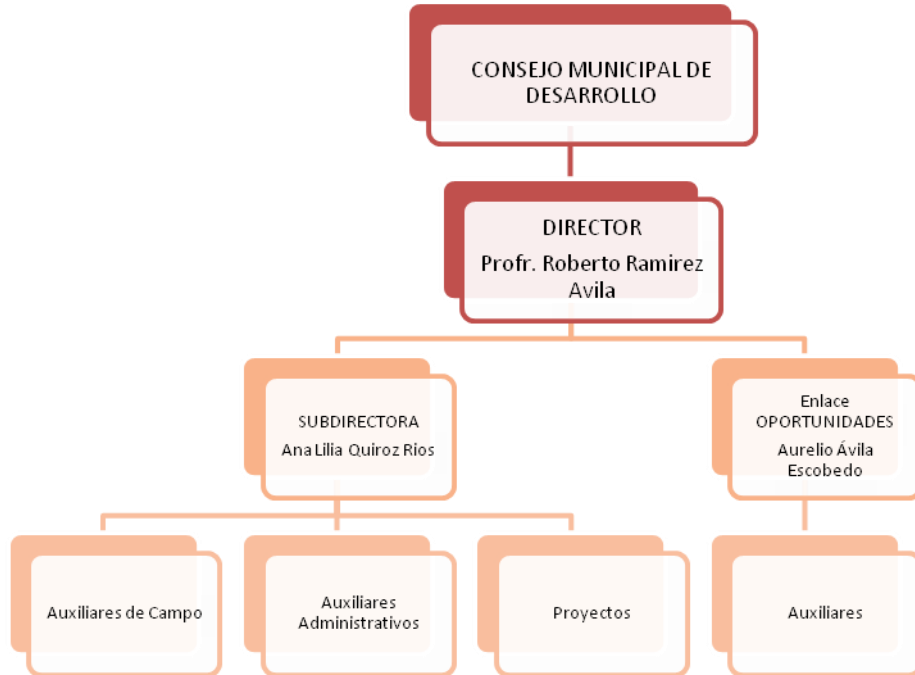 CONSEJO MUNICIPAL DE
DESARROLLO
DIRECTOR
Profr. Roberto Ramirez
Avila
SUBDIRECTORA
Ana Lilia Quiroz Rios
Enlace
OPORTUNIDADES
Aurelio Ávila
Escobedo
Auxiliares de Campo
Auxiliares
Administrativos
Proyectos
Auxiliares